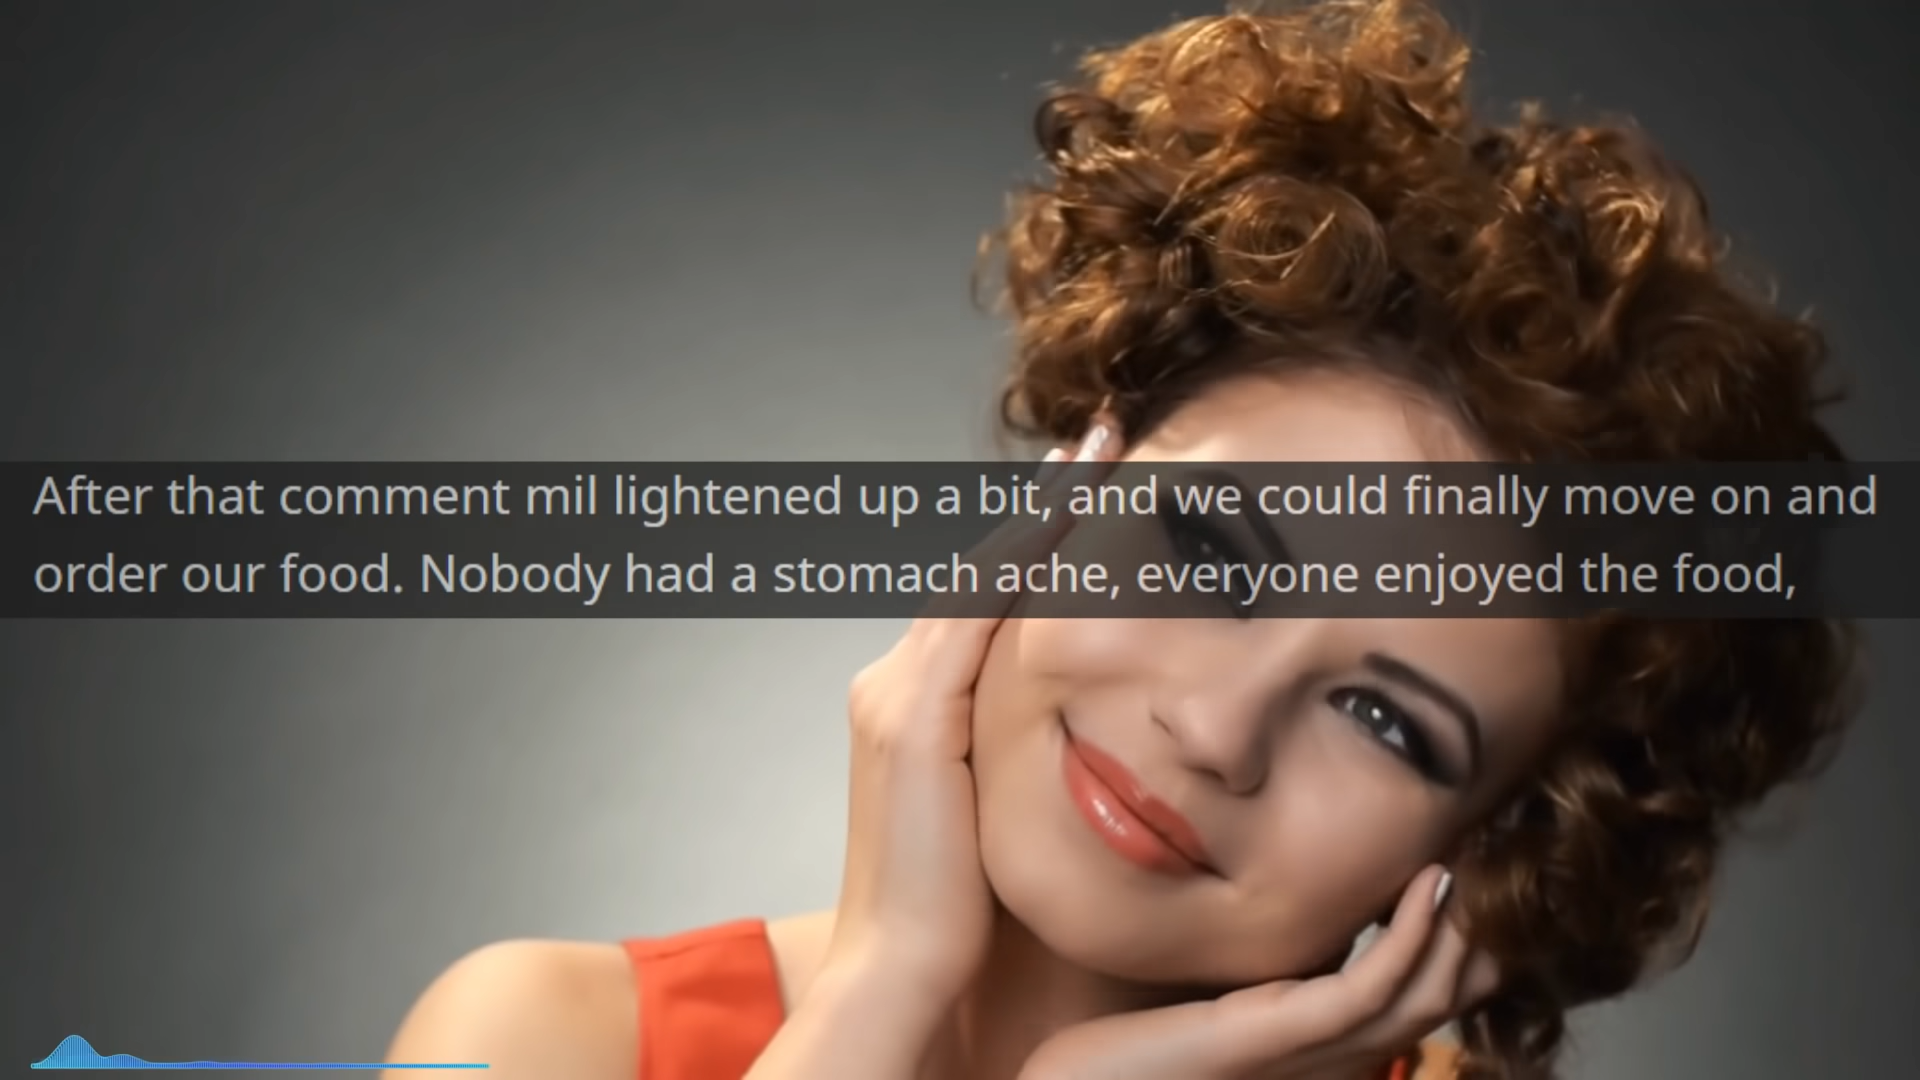 After that comment mil lightened up a bit, and we could finally move on and
order our food. Nobody had a stomach ache, everyone enjoyed the food,